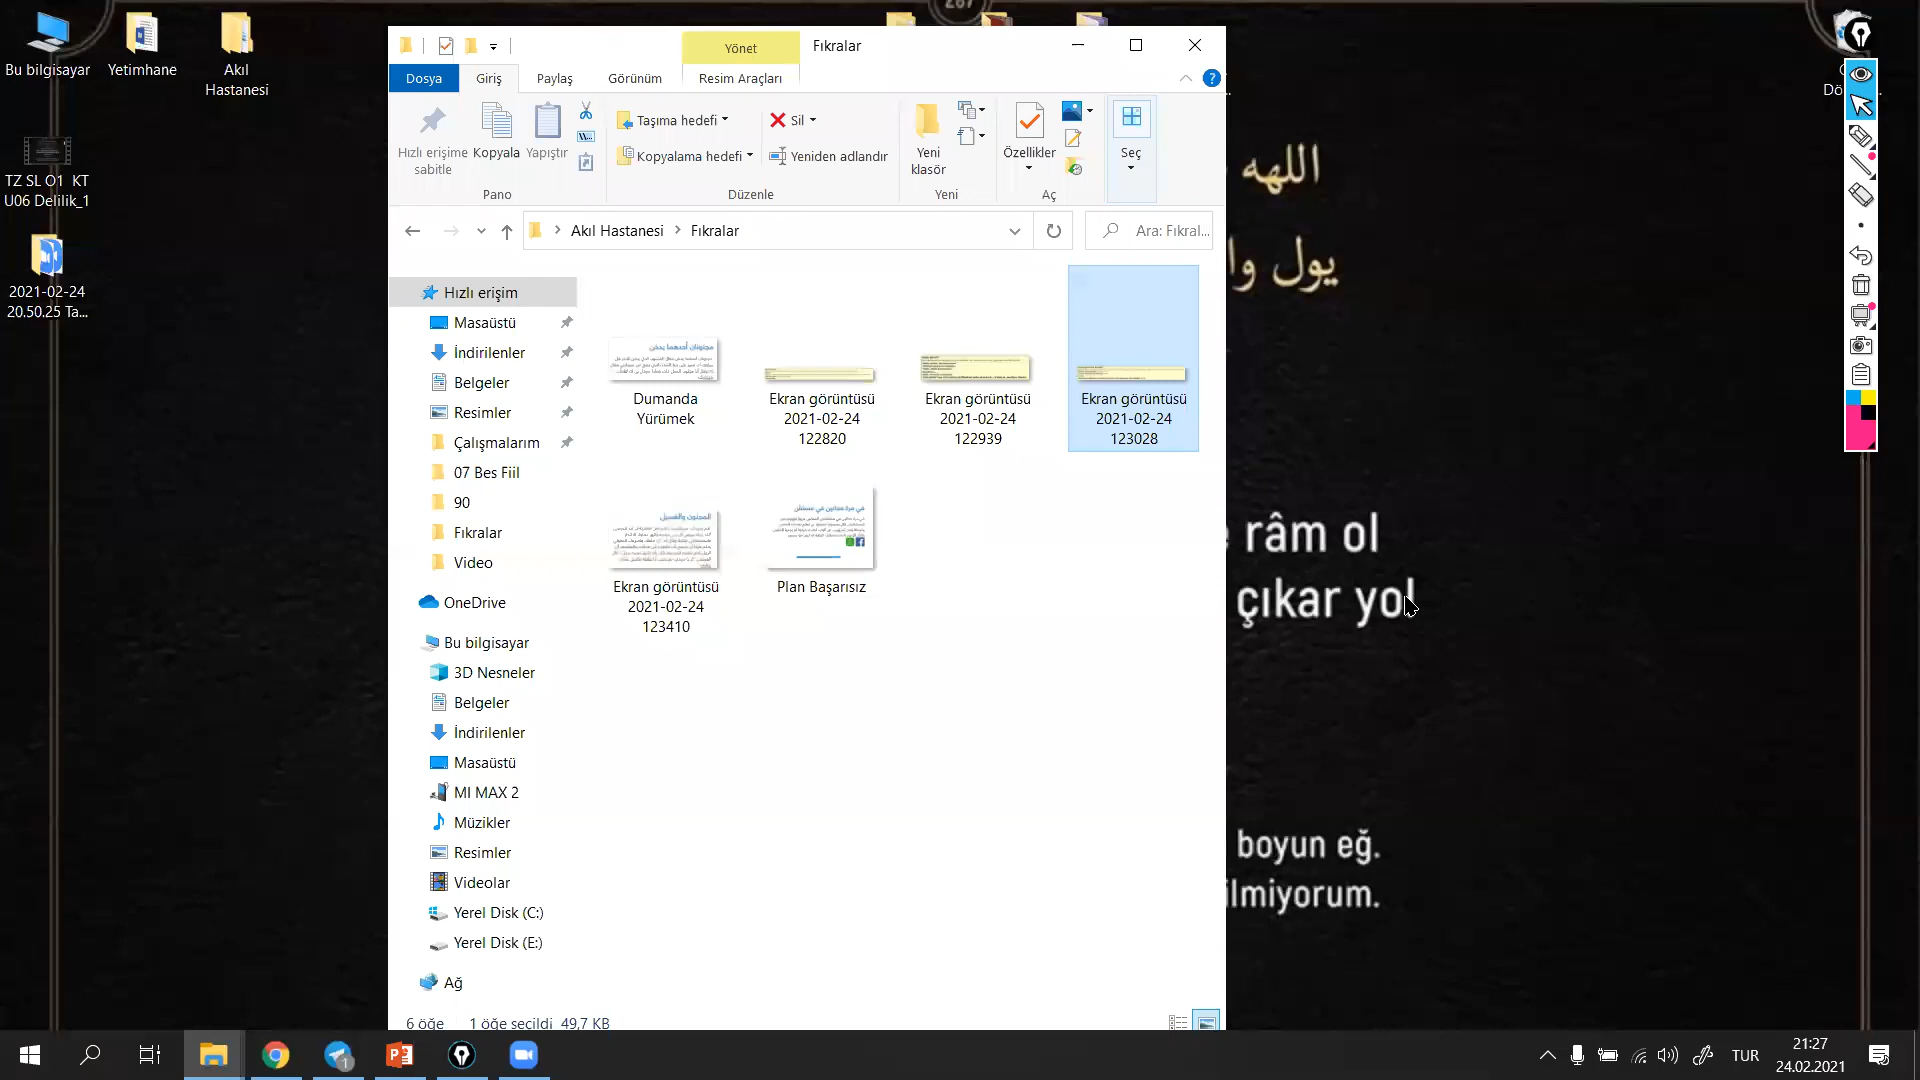 287
Bu bilgisayar
Yetimhane
Akıl
Hastanesi
TZ SL O1 KT
U06 Delilik_1
2021-02-24
20.50.25 Ta...
Yönet
Fıkralar
Dosya
Giriş
Paylaş
Görünüm
Resim Araçları
Hızlı erişime
sabitle
Kopyala
Yapıştır
Pano
Taşıma hedefi
Kopyalama hedefi
Sil
Yeniden adlandır
Düzenle
Yeni
klasör
Yeni
Özellikler
Aç
Seç
Akıl Hastanesi
Fıkralar
Ara: Fıkral...
Hızlı erişim
Masaüstü
İndirilenler
Belgeler
Resimler
Çalışmalarım
07 Bes Fiil
90
Fıkralar
Video
OneDrive
Bu bilgisayar
3D Nesneler
Belgeler
İndirilenler
Masaüstü
MI MAX 2
Müzikler
Resimler
Videolar
Yerel Disk (C:)
Yerel Disk (E:)
Ağ
مجنونان أحدهما يدخن
Dumanda
Yürümek
Ekran görüntüsü
2021-02-24
122820
Ekran görüntüsü
2021-02-24
122939
Ekran görüntüsü
2021-02-24
123028
المجنون والغسيل
Ekran görüntüsü
2021-02-24
123410
Plan Başarısız
6 öğe
1 öğe seçildi 49,7 KB
اللهه
يول وا
râm ol
çıkar yol
boyun eğ.
ilmiyorum.
TUR
21:27
24.02.2021